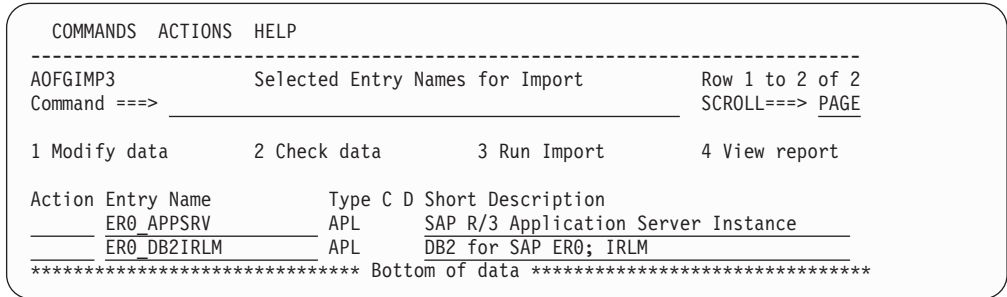 COMMANDS ACTIONS HELP
-------------------------------------------------------------------------------
AOFGIMP3 Selected Entry Names for Import Row 1 to 2 of 2
Command ===> SCROLL===> PAGE
1 Modify data 2 Check data 3 Run Import 4 View report
Action Entry Name Type C D Short Description
ER0_APPSRV APL SAP R/3 Application Server Instance
ER0_DB2IRLM APL DB2 for SAP ER0; IRLM
******************************* Bottom of data ********************************